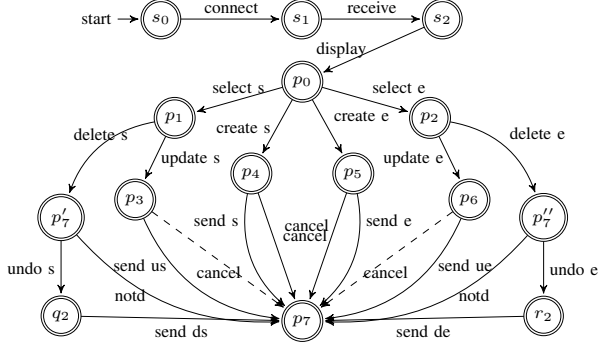 start s₀ connect s₁ receive s₂
display
p₀
select s select e
p₁ create s create e p₂
delete s update s update e delete e
p₄ p₅
p₃ p₆
p₇′ send s cancel send e p₇″
cancel
undo s send us cancel cancel send ue undo e
notd notd
q₂ p₇ r₂
send ds send de